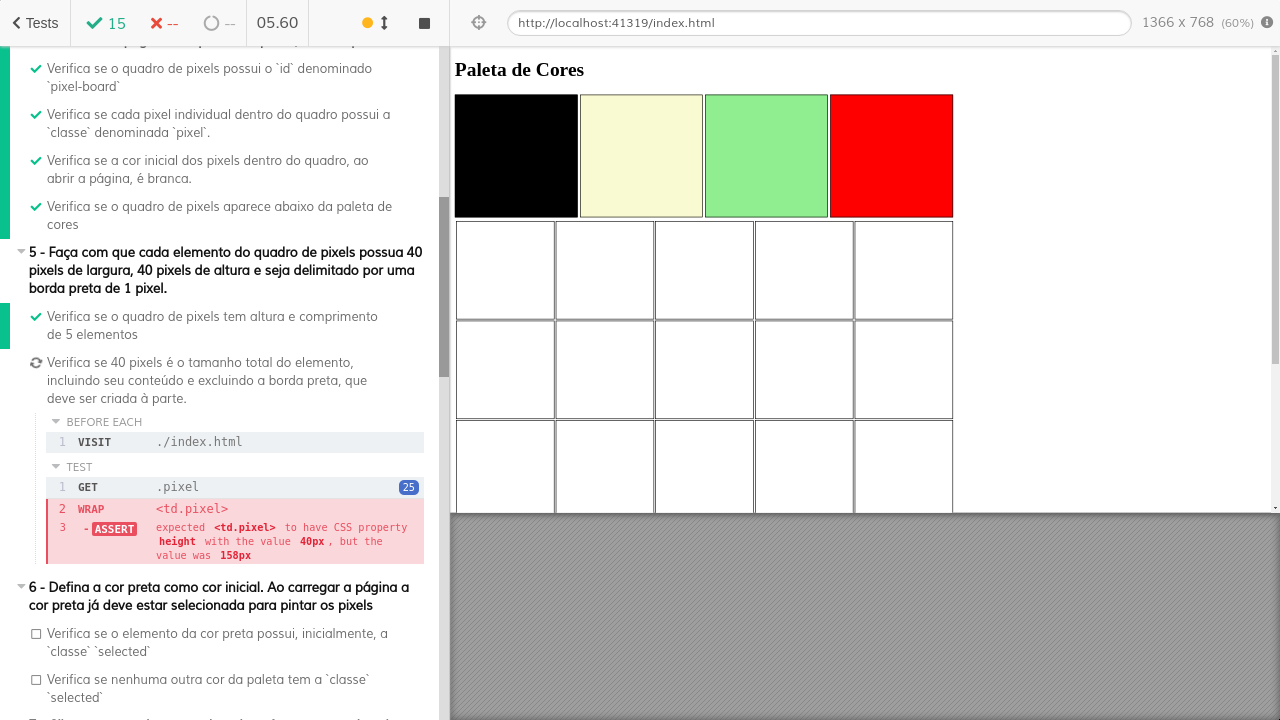 Tests
15
--
--
05.60
http://localhost:41319/index.html
1366 x 768 (60%)
Verifica se o quadro de pixels possui o `id` denominado
`pixel-board`
Verifica se cada pixel individual dentro do quadro possui a
`classe` denominada `pixel`.
Verifica se a cor inicial dos pixels dentro do quadro, ao
abrir a página, é branca.
Verifica se o quadro de pixels aparece abaixo da paleta de
cores
5 - Faça com que cada elemento do quadro de pixels possua 40
pixels de largura, 40 pixels de altura e seja delimitado por uma
borda preta de 1 pixel.
Verifica se o quadro de pixels tem altura e comprimento
de 5 elementos
Verifica se 40 pixels é o tamanho total do elemento,
incluindo seu conteúdo e excluindo a borda preta, que
deve ser criada à parte.
BEFORE EACH
1 VISIT ./index.html
TEST
1 GET .pixel 25
2 WRAP <td.pixel>
3 -ASSERT expected <td.pixel> to have CSS property
height with the value 40px, but the
value was 158px
6 - Defina a cor preta como cor inicial. Ao carregar a página a
cor preta já deve estar selecionada para pintar os pixels
Verifica se o elemento da cor preta possui, inicialmente, a
`classe` `selected`
Verifica se nenhuma outra cor da paleta tem a `classe`
`selected`
Paleta de Cores